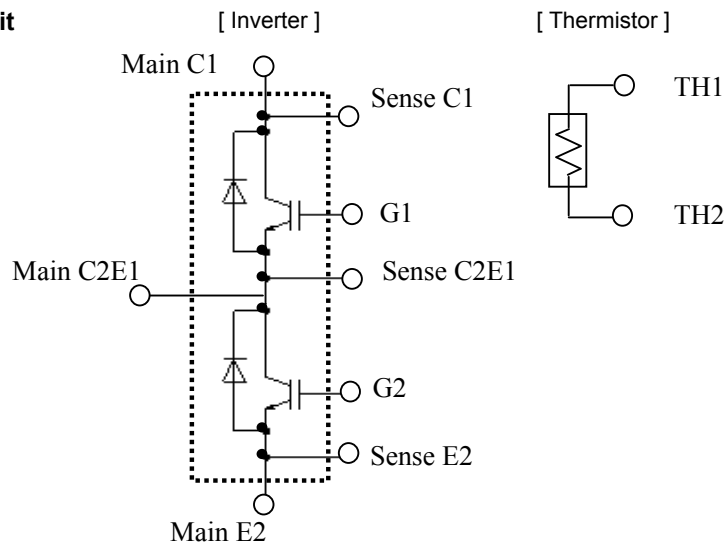 it
[ Inverter ]
[ Thermistor ]
Main C1
Sense C1
TH1
G1
TH2
Main C2E1
Sense C2E1
G2
Sense E2
Main E2